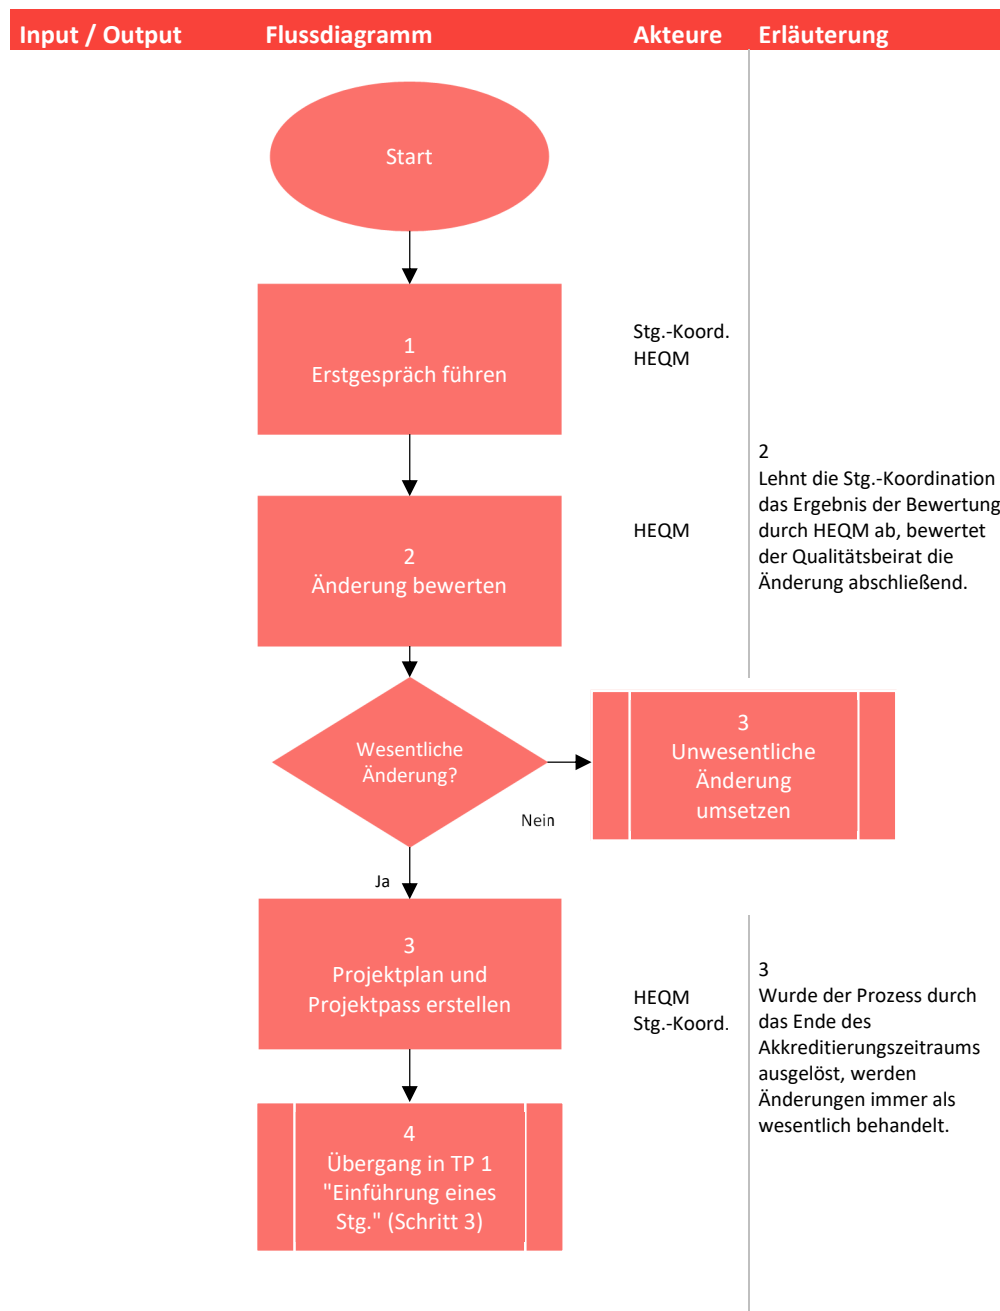 Input / Output Flussdiagramm Akteure Erläuterung
Start
1
Erstgespräch führen
Stg.-Koord.
HEQM
2
Änderung bewerten
HEQM
2
Lehnt die Stg.-Koordination
das Ergebnis der Bewertung
durch HEQM ab, bewertet
der Qualitätsbeirat die
Änderung abschließend.
Wesentliche
Änderung?
Nein
3
Unwesentliche
Änderung
umsetzen
Ja
3
Projektplan und
Projektpass erstellen
HEQM
Stg.-Koord.
3
Wurde der Prozess durch
das Ende des
Akkreditierungszeitraums
ausgelöst, werden
Änderungen immer als
wesentlich behandelt.
4
Übergang in TP 1
"Einführung eines
Stg." (Schritt 3)